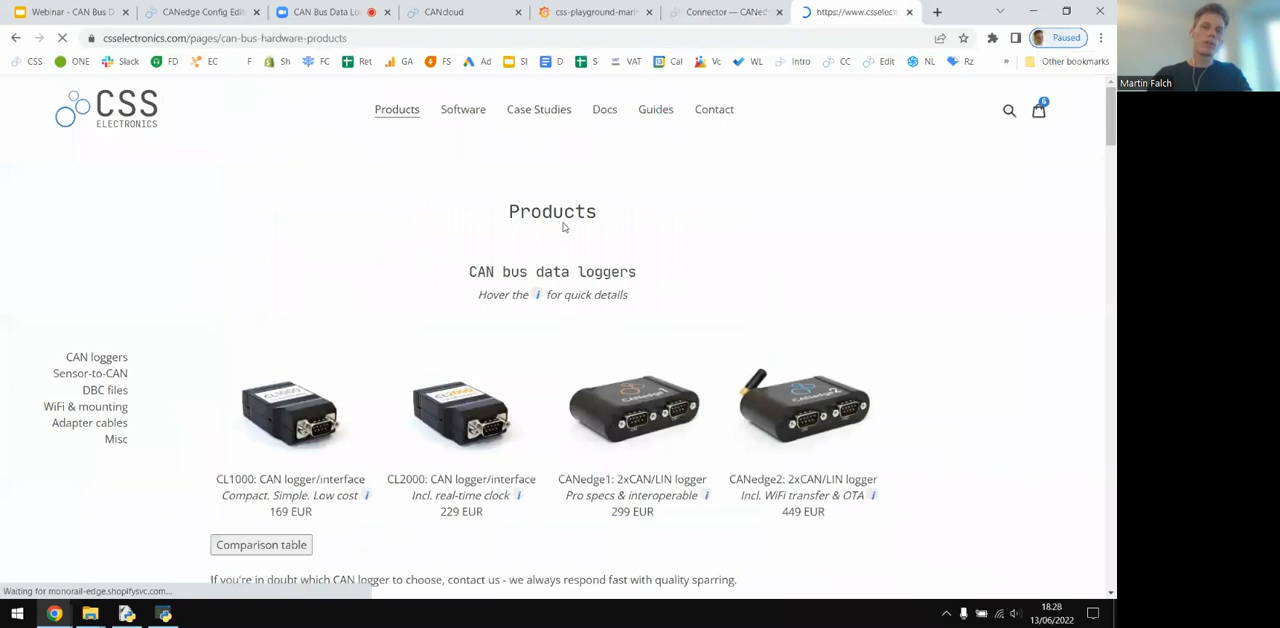 Webinar - CAN Bus D
CANedge Config Edit
CAN Bus Data Lo
CANcloud
css-playground-mari
Connector — CANed
https://www.csselect
csselectronics.com/pages/can-bus-hardware-products
Paused
CSS
ONE
Slack
FD
EC
F
Sh
FC
Ret
GA
FS
Ad
SI
D
S
VAT
Cal
Vc
WL
Intro
CC
Edit
NL
Rz
»
Other bookmarks
Martin Falch
CSS
ELECTRONICS
Products
Software
Case Studies
Docs
Guides
Contact
6
Products
CAN bus data loggers
Hover the i for quick details
CAN loggers
Sensor-to-CAN
DBC files
WiFi & mounting
Adapter cables
Misc
CL1000: CAN logger/interface
Compact. Simple. Low cost i
169 EUR
CL2000: CAN logger/interface
Incl. real-time clock i
229 EUR
CANedge1: 2xCAN/LIN logger
Pro specs & interoperable i
299 EUR
CANedge2: 2xCAN/LIN logger
Incl. WiFi transfer & OTA i
449 EUR
Comparison table
If you're in doubt which CAN logger to choose, contact us - we always respond fast with quality sparring.
Waiting for monorail-edge.shopifysvc.com...
18.28
13/06/2022